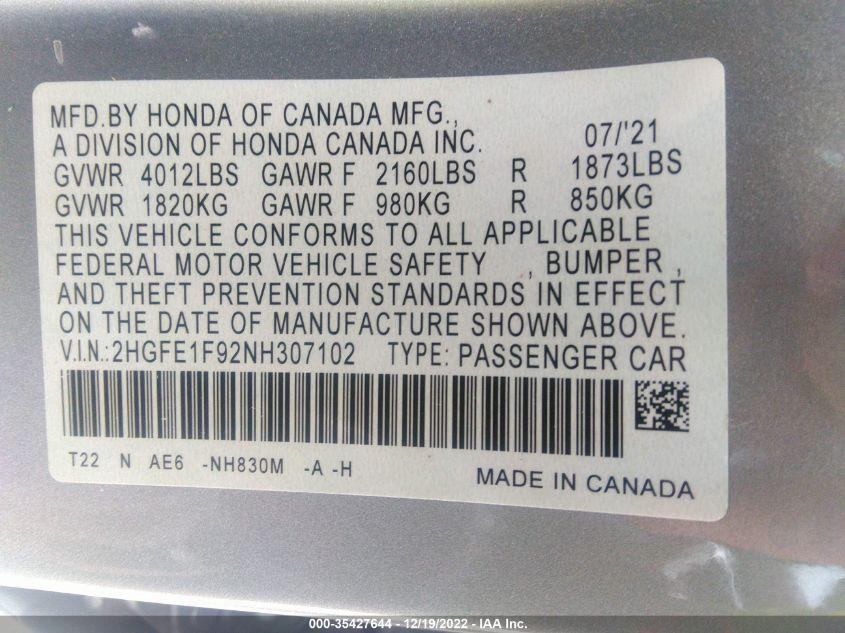 MFD.BY HONDA OF CANADA MFG.,
A DIVISION OF HONDA CANADA INC. 07/'21
GVWR 4012LBS GAWR F 2160LBS R 1873LBS
GVWR 1820KG GAWR F 980KG R 850KG
THIS VEHICLE CONFORMS TO ALL APPLICABLE
FEDERAL MOTOR VEHICLE SAFETY , BUMPER ,
AND THEFT PREVENTION STANDARDS IN EFFECT
ON THE DATE OF MANUFACTURE SHOWN ABOVE.
V.I.N.:2HGFE1F92NH307102 TYPE:PASSENGER CAR
T22 N AE6 -NH830M -A -H
MADE IN CANADA
000-35427644 / 12/19/2022 - IAA Inc.